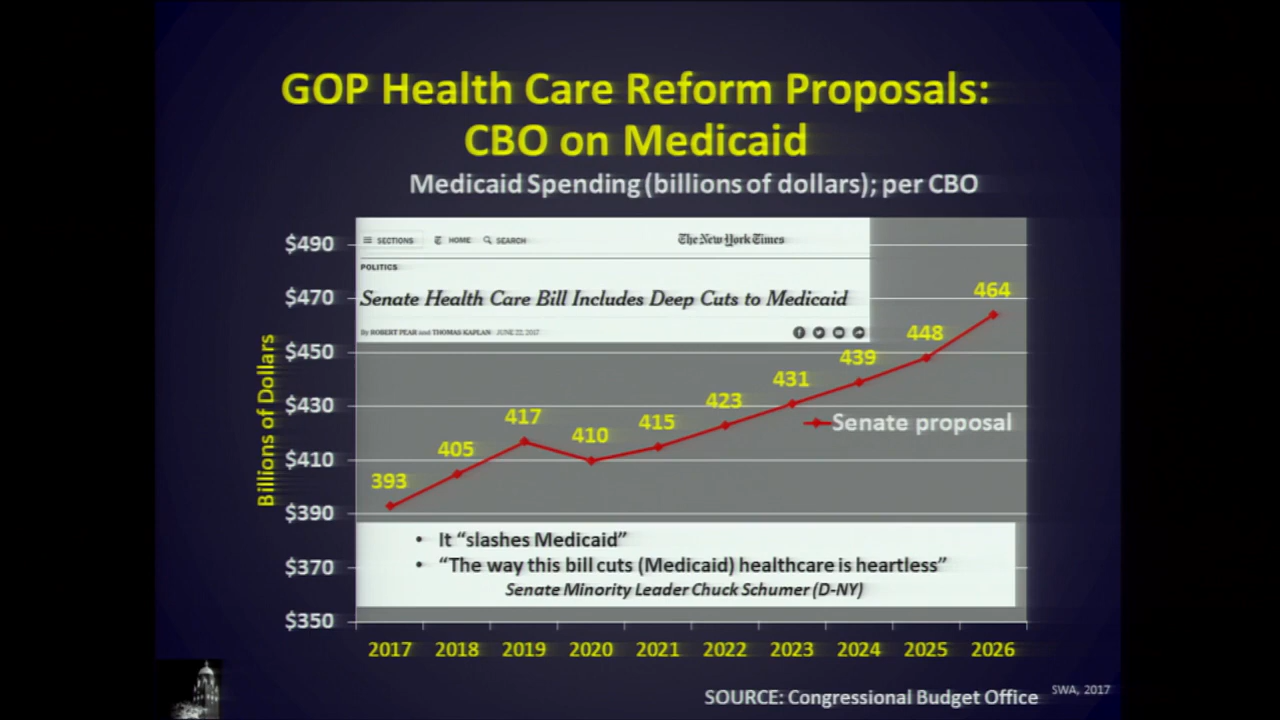 GOP Health Care Reform Proposals:
CBO on Medicaid
Medicaid Spending (billions of dollars); per CBO
SECTIONS HOME SEARCH The New York Times
POLITICS
Senate Health Care Bill Includes Deep Cuts to Medicaid
By ROBERT PEAR and THOMAS KAPLAN JUNE 22, 2017
Billions of Dollars
$490
$470
$450
$430
$410
$390
$370
$350
393
405
417
410
415
423
431
439
448
464
Senate proposal
• It “slashes Medicaid”
• “The way this bill cuts (Medicaid) healthcare is heartless”
Senate Minority Leader Chuck Schumer (D-NY)
2017 2018 2019 2020 2021 2022 2023 2024 2025 2026
SOURCE: Congressional Budget Office
SWA, 2017